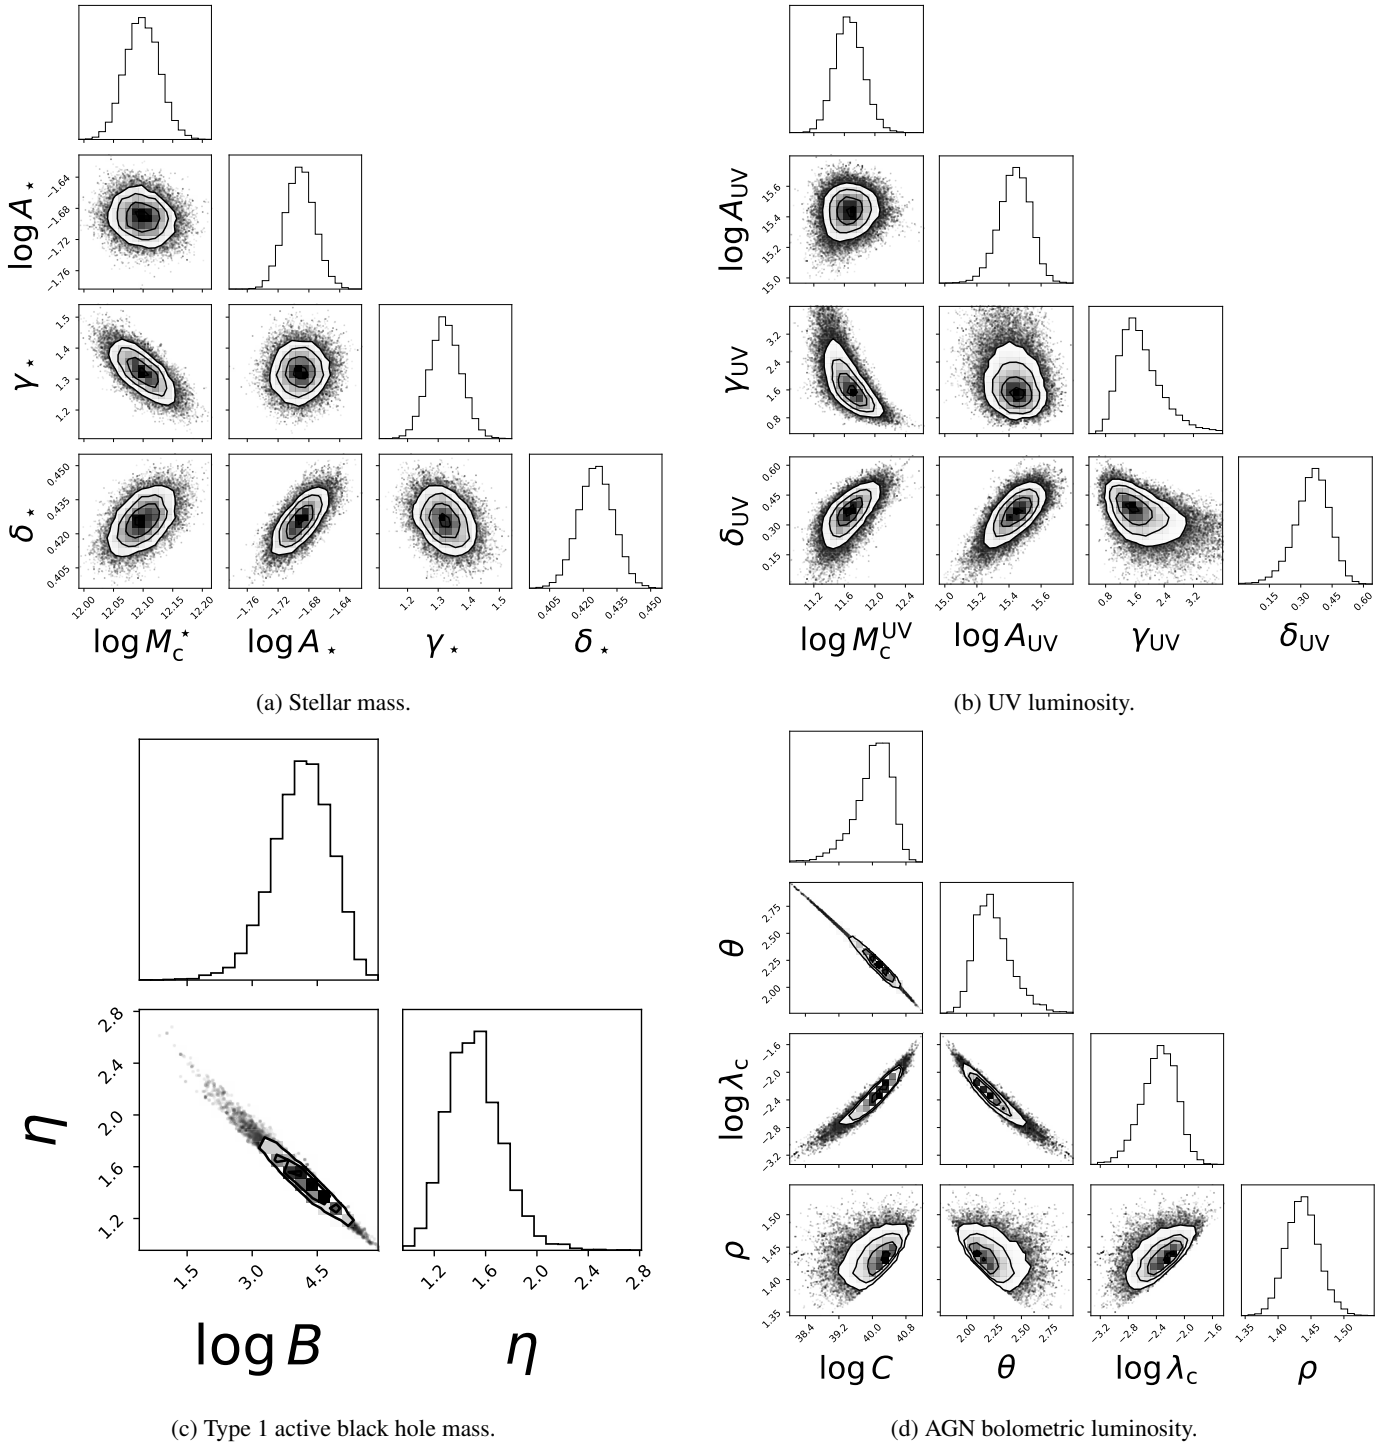 −1.64
−1.68
−1.72
−1.76
log A⋆
1.5
1.4
1.3
1.2
γ⋆
0.450
0.435
0.420
0.405
δ⋆
12.00 12.05 12.10 12.15 12.20
−1.76 −1.72 −1.68 −1.64
1.2 1.3 1.4 1.5
0.405 0.420 0.435 0.450
log M⋆c log A⋆ γ⋆ δ⋆
(a) Stellar mass.
15.6
15.4
15.2
15.0
log AUV
3.2
2.4
1.6
0.8
γUV
0.60
0.45
0.30
0.15
δUV
11.2 11.6 12.0 12.4
15.0 15.2 15.4 15.6
0.8 1.6 2.4 3.2
0.15 0.30 0.45 0.60
log MUVc log AUV γUV δUV
(b) UV luminosity.
2.8
2.4
2.0
1.6
1.2
η
1.5 3.0 4.5
1.2 1.6 2.0 2.4 2.8
log B η
(c) Type 1 active black hole mass.
2.75
2.50
2.25
2.00
θ
−1.6
−2.0
−2.4
−2.8
−3.2
log λc
1.50
1.45
1.40
1.35
ρ
38.4 39.2 40.0 40.8
2.00 2.25 2.50 2.75
−3.2 −2.8 −2.4 −2.0 −1.6
1.35 1.40 1.45 1.50
log C θ log λc ρ
(d) AGN bolometric luminosity.